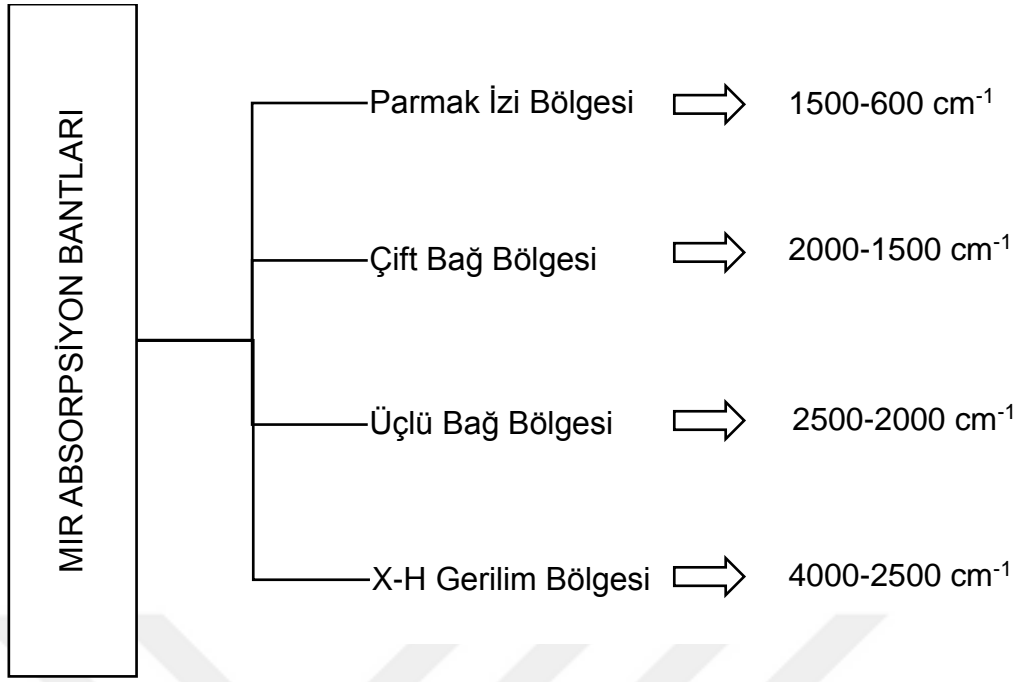 MIR ABSORPSİYON BANTLARI
Parmak İzi Bölgesi 1500-600 cm⁻¹
Çift Bağ Bölgesi 2000-1500 cm⁻¹
Üçlü Bağ Bölgesi 2500-2000 cm⁻¹
X-H Gerilim Bölgesi 4000-2500 cm⁻¹